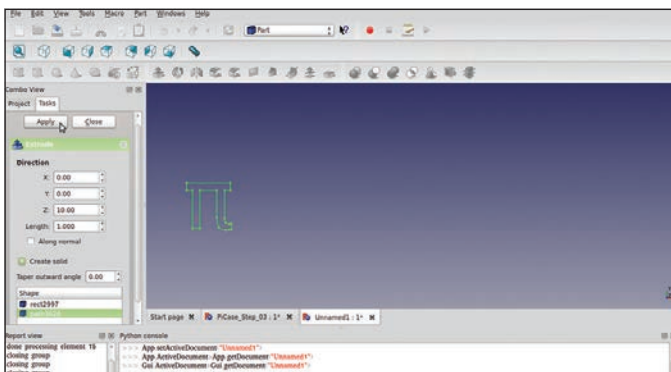 File Edit View Tools Macro Part Windows Help
Part
Combo View
Project Tasks
Apply Close
Extrude
Direction
X: 0.00
Y: 0.00
Z: 10.00
Length: 1.000
Along normal
Create solid
Taper outward angle 0.00
Shape
rect2997
π
Start page PiCase_Step_03 : 1* Unnamed1 : 1*
Report view Python console
done processing element 15
closing group
closing group
>>> App.setActiveDocument("Unnamed1")
>>> App.ActiveDocument=App.getDocument("Unnamed1")
>>> Gui.ActiveDocument=Gui.getDocument("Unnamed1")